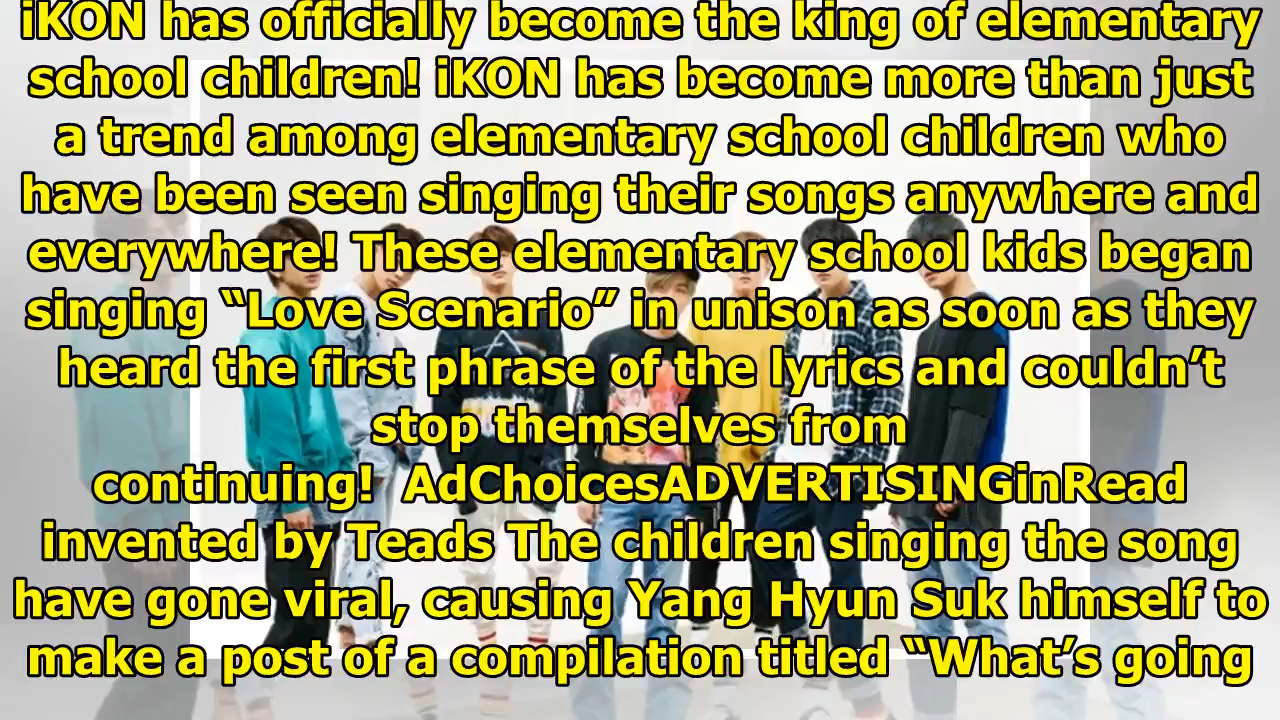 iKON has officially become the king of elementary
school children! iKON has become more than just
a trend among elementary school children who
have been seen singing their songs anywhere and
everywhere! These elementary school kids began
singing “Love Scenario” in unison as soon as they
heard the first phrase of the lyrics and couldn’t
stop themselves from
continuing!  AdChoicesADVERTISINGinRead
invented by Teads The children singing the song
have gone viral, causing Yang Hyun Suk himself to
make a post of a compilation titled “What’s going